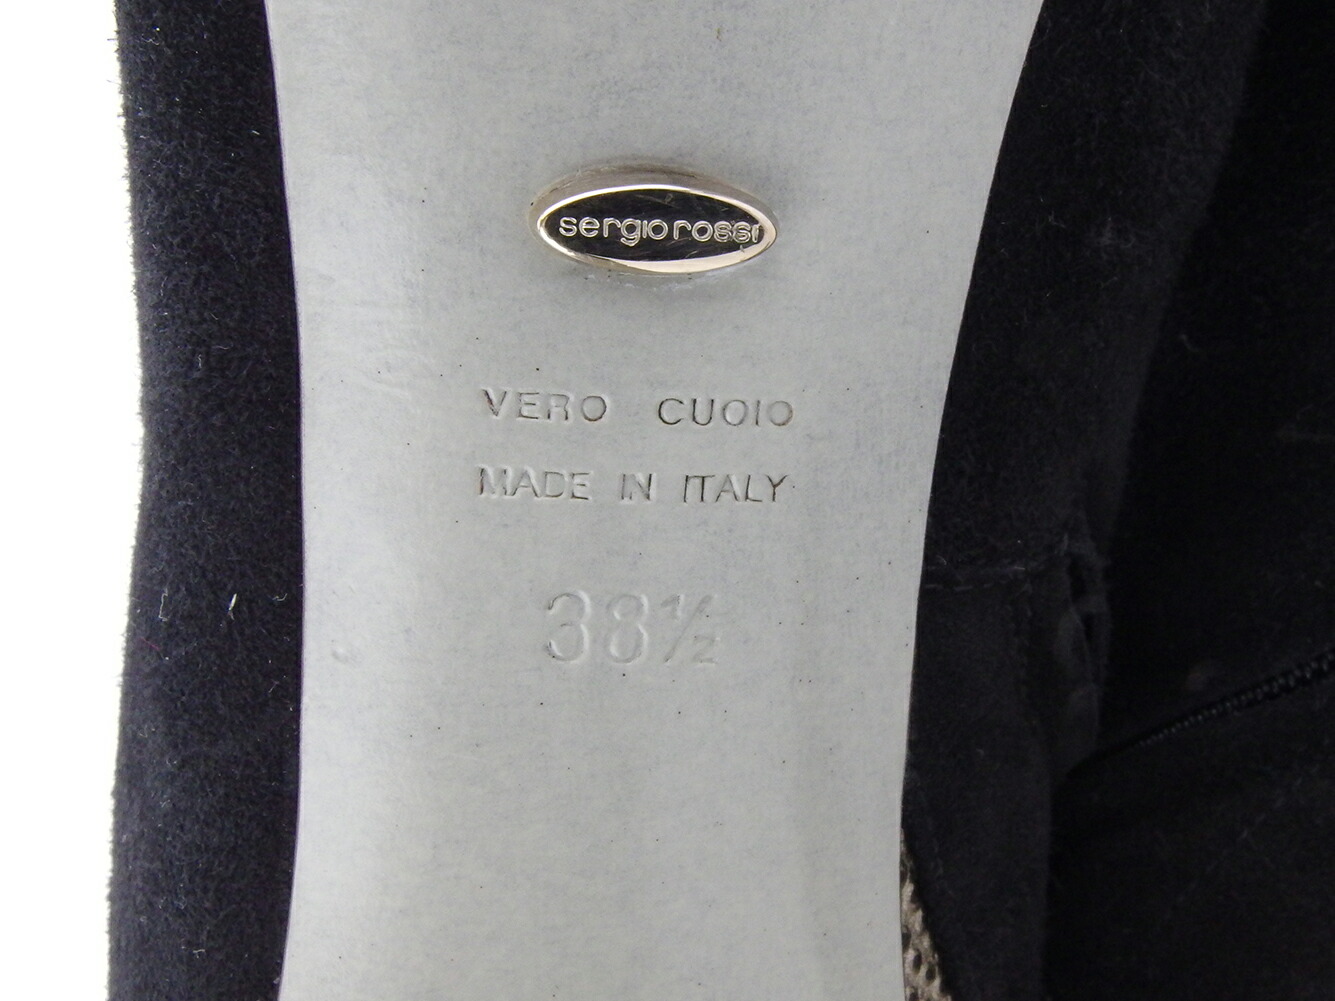 sergio rossi
VERO CUOIO
MADE IN ITALY
38½